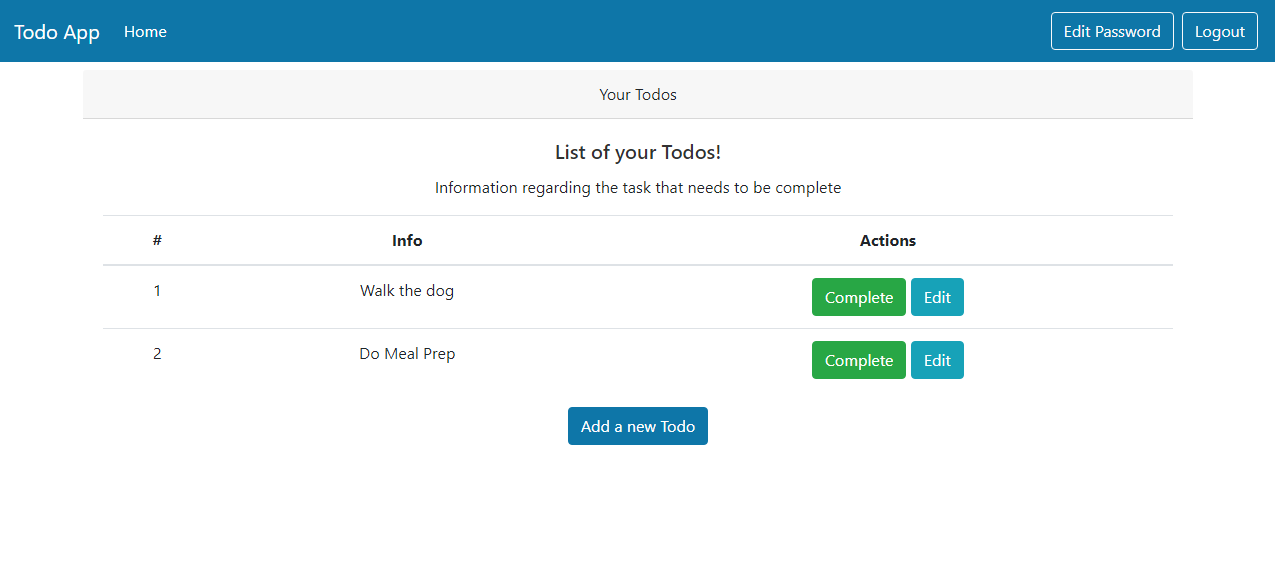 Todo App Home Edit Password Logout
Your Todos
List of your Todos!
Information regarding the task that needs to be complete
# Info Actions
1 Walk the dog Complete Edit
2 Do Meal Prep Complete Edit
Add a new Todo